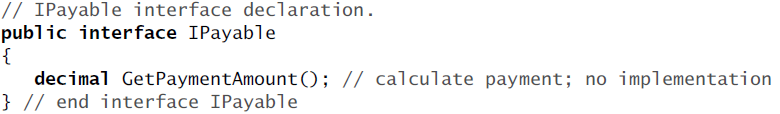 // IPayable interface declaration.
public interface IPayable
{
   decimal GetPaymentAmount(); // calculate payment; no implementation
} // end interface IPayable